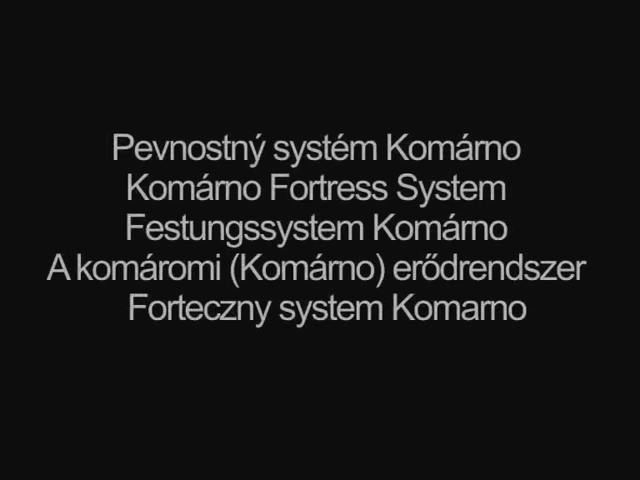 Pevnostný systém Komárno
Komárno Fortress System
Festungssystem Komárno
A komáromi (Komárno) erődrendszer
Forteczny system Komarno